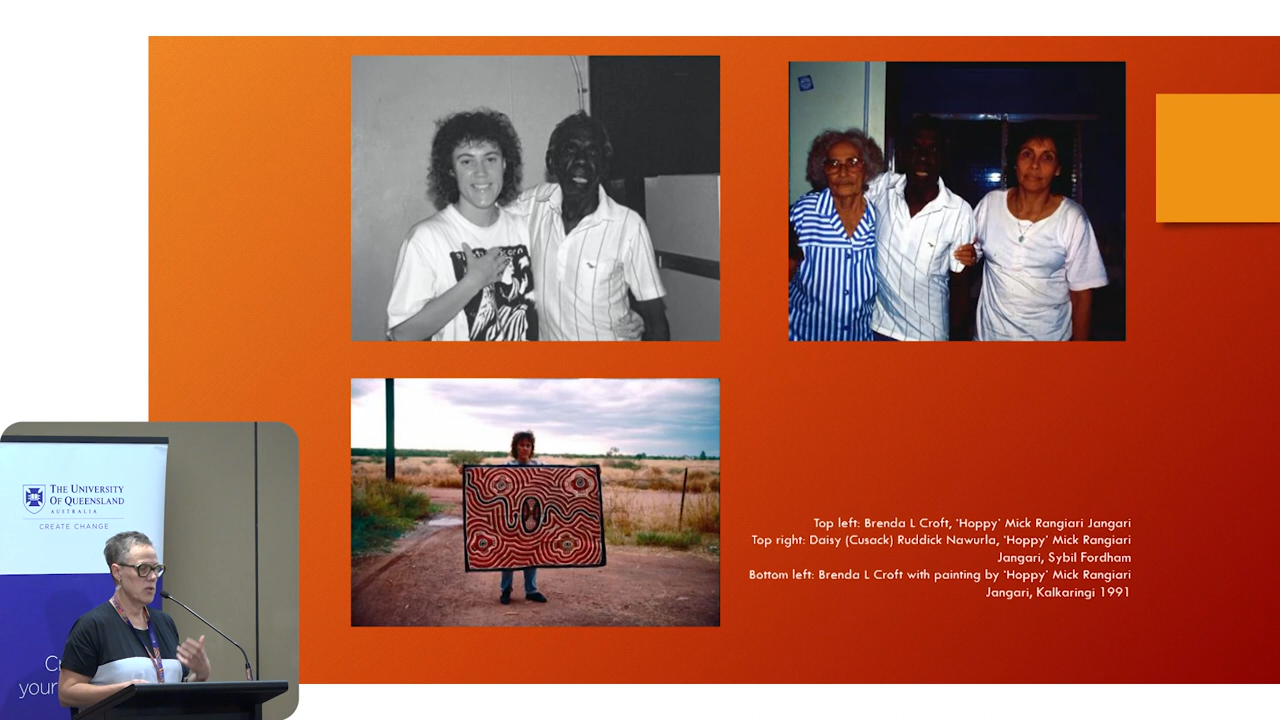 Top left: Brenda L Croft, 'Hoppy' Mick Rangiari Jangari
Top right: Daisy (Cusack) Ruddick Nawurla, 'Hoppy' Mick Rangiari
Jangari, Sybil Fordham
Bottom left: Brenda L Croft with painting by 'Hoppy' Mick Rangiari
Jangari, Kalkaringi 1991
THE UNIVERSITY
OF QUEENSLAND
AUSTRALIA
CREATE CHANGE
your